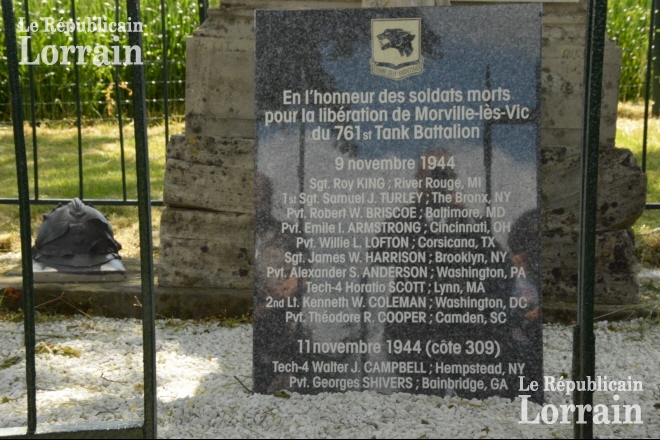 Le Républicain
Lorrain
En l'honneur des soldats morts
pour la libération de Morville-lès-Vic
du 761st Tank Battalion
9 novembre 1944
Sgt. Roy KING ; River Rouge, MI
1st Sgt. Samuel J. TURLEY ; The Bronx, NY
Pvt. Robert W. BRISCOE ; Baltimore, MD
Pvt. Emile I. ARMSTRONG ; Cincinnati, OH
Pvt. Willie L. LOFTON ; Corsicana, TX
Sgt. James W. HARRISON ; Brooklyn, NY
Pvt. Alexander S. ANDERSON ; Washington, PA
Tech-4 Horatio SCOTT ; Lynn, MA
2nd Lt. Kenneth W. COLEMAN ; Washington, DC
Pvt. Théodore R. COOPER ; Camden, SC
11 novembre 1944 (côte 309)
Tech-4 Walter J. CAMPBELL ; Hempstead, NY
Pvt. Georges SHIVERS ; Bainbridge, GA
Le Républicain
Lorrain